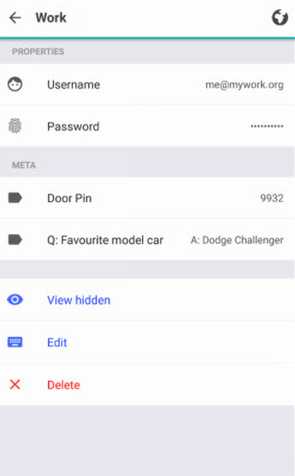 Work
PROPERTIES
Username me@mywork.org
Password ••••••••••
META
Door Pin 9932
Q: Favourite model car A: Dodge Challenger
View hidden
Edit
Delete